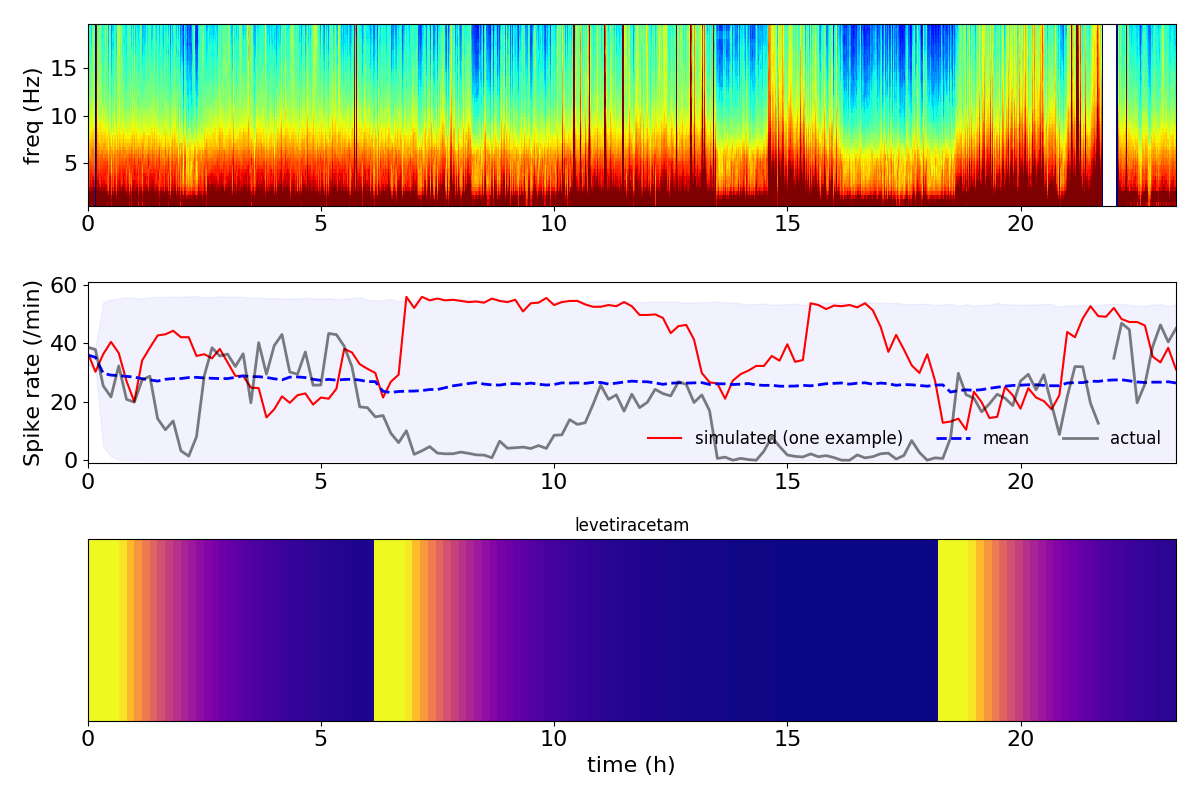 freq (Hz)
15
10
5
0 5 10 15 20
Spike rate (/min)
60
40
20
0
simulated (one example) mean actual
0 5 10 15 20
levetiracetam
0 5 10 15 20
time (h)